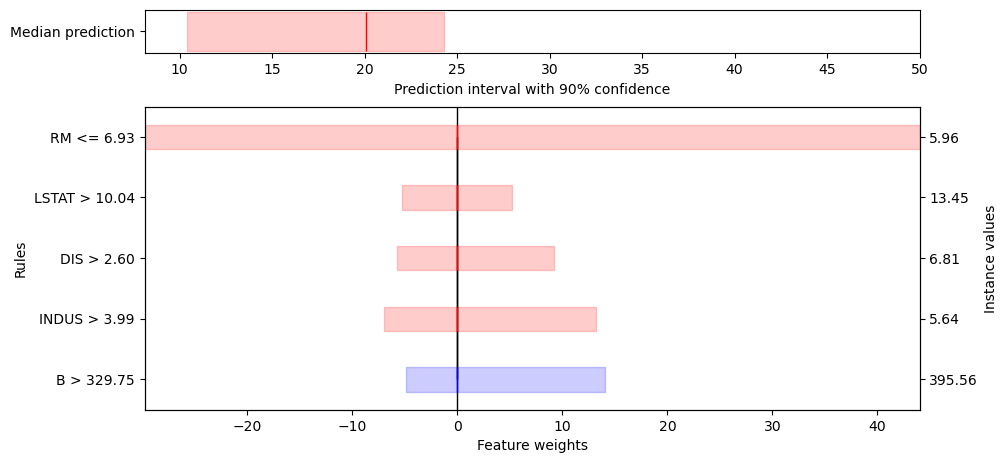 Median prediction
10 15 20 25 30 35 40 45 50
Prediction interval with 90% confidence
Rules
RM <= 6.93 5.96
LSTAT > 10.04 13.45
DIS > 2.60 6.81
INDUS > 3.99 5.64
B > 329.75 395.56
Instance values
−20 −10 0 10 20 30 40
Feature weights